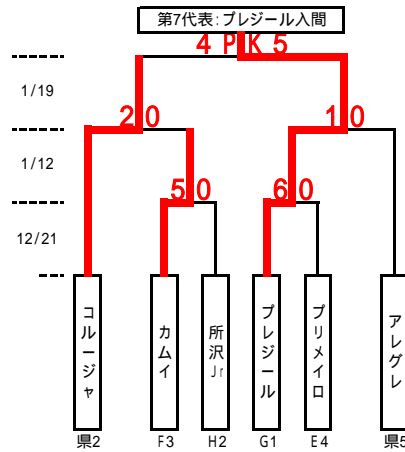 第7代表:プレジール入間
4 PK 5
1/19
2 0
1 0
1/12
5 0
6 0
12/21
コルージャ
カムイ
所沢Jr
プレジール
プリメイロ
アレグレ
県2
F3
H2
G1
E4
県5